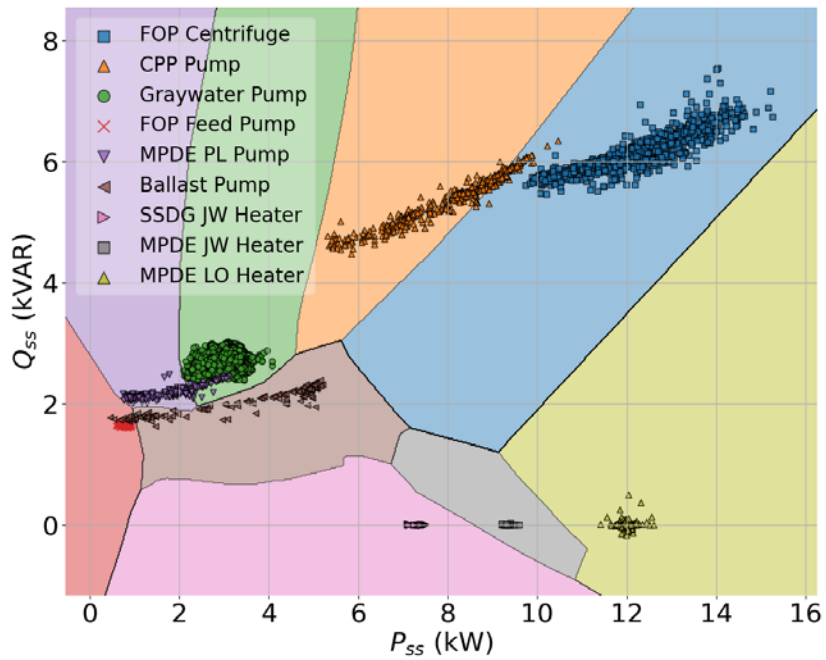 FOP Centrifuge
CPP Pump
Graywater Pump
FOP Feed Pump
MPDE PL Pump
Ballast Pump
SSDG JW Heater
MPDE JW Heater
MPDE LO Heater
8
6
4
2
0
Q_ss (kVAR)
0 2 4 6 8 10 12 14 16
P_ss (kW)